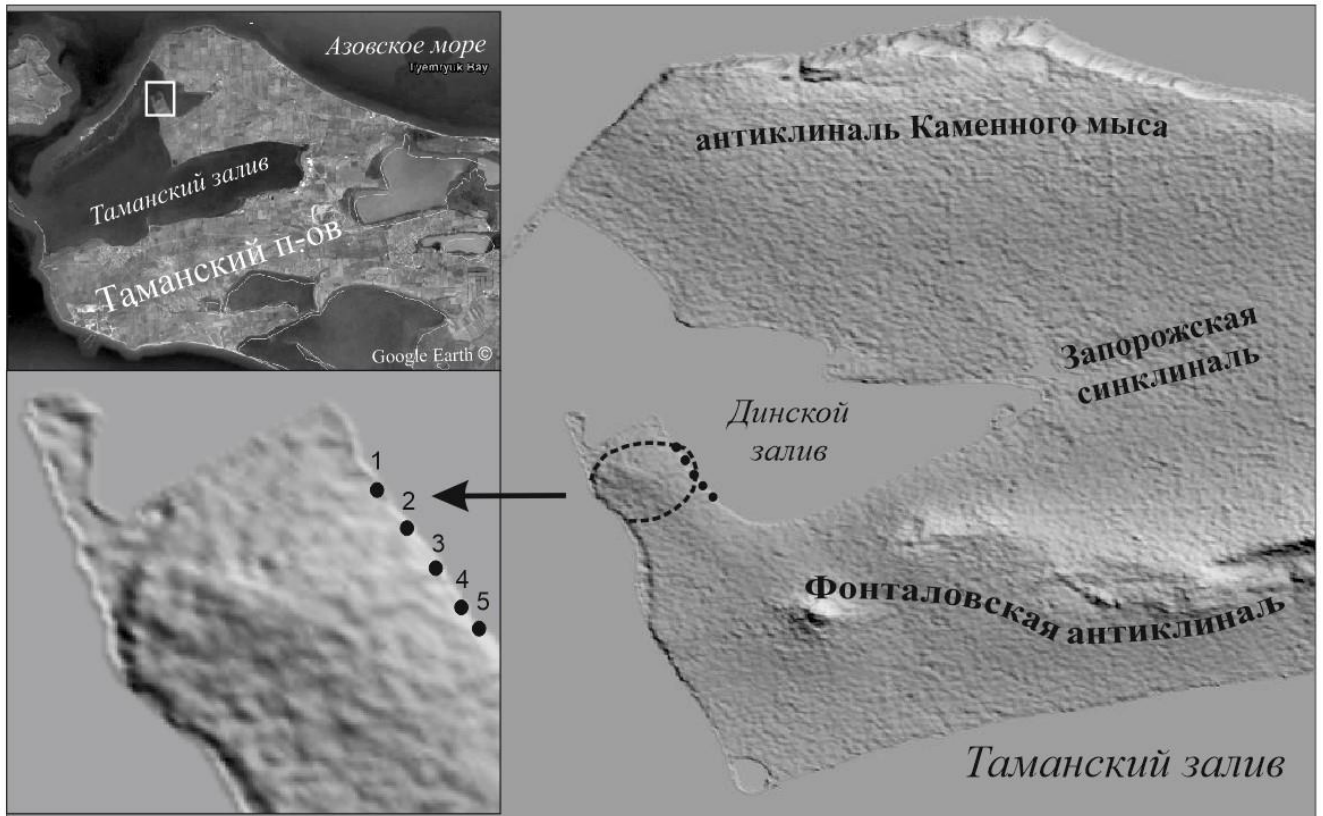 Азовское море
Tyemryuk Bay
Таманский залив
Таманский п-ов
Google Earth ©
1
2
3
4
5
антиклиналь Каменного мыса
Запорожская
синклиналь
Динской
залив
Фонталовская антиклиналь
Таманский залив